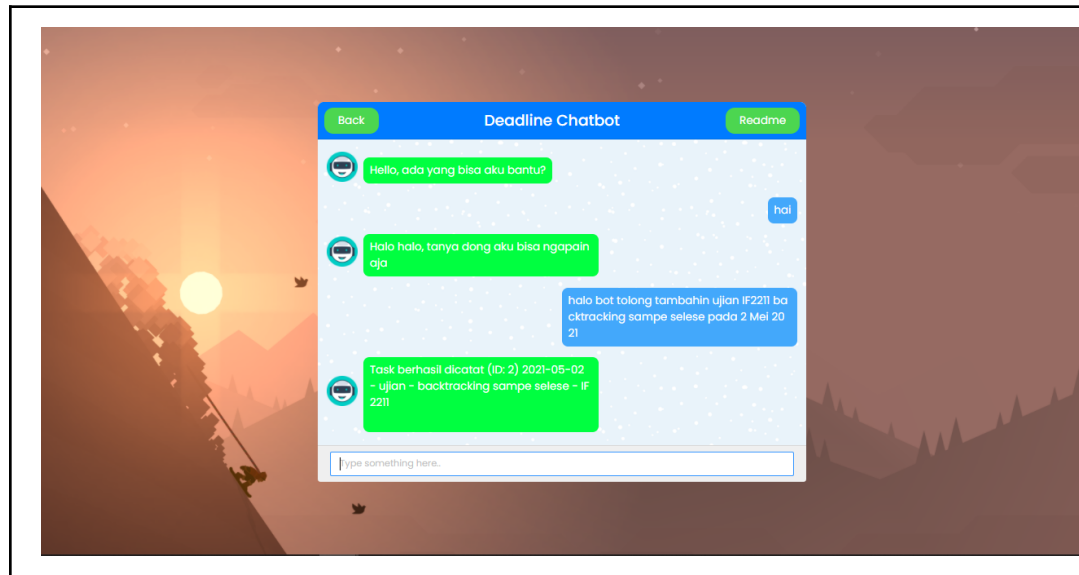 Back
Deadline Chatbot
Readme
Hello, ada yang bisa aku bantu?
hai
Halo halo, tanya dong aku bisa ngapain
aja
halo bot tolong tambahin ujian IF2211 ba
cktracking sampe selese pada 2 Mei 20
21
Task berhasil dicatat (ID: 2) 2021-05-02
- ujian - backtracking sampe selese - IF
2211
Type something here..